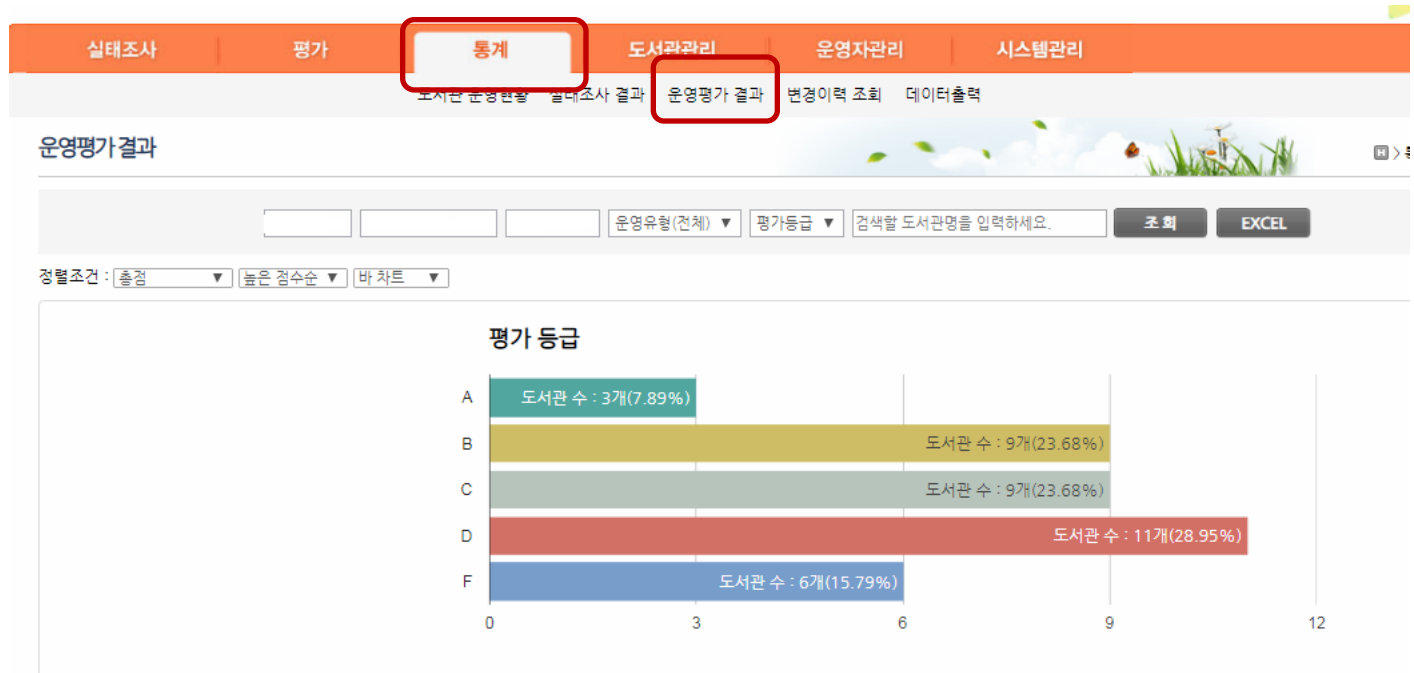 실태조사 평가 통계 도서관관리 운영자관리 시스템관리
도서관 운영현황 실태조사 결과 운영평가 결과 변경이력 조회 데이터출력
운영평가 결과
H >
운영유형(전체) ▼ 평가등급 ▼ 검색할 도서관명을 입력하세요. 조회 EXCEL
정렬조건 : 총점 ▼ 높은 점수순 ▼ 바 차트 ▼
평가 등급
A 도서관 수 : 3개(7.89%)
B 도서관 수 : 9개(23.68%)
C 도서관 수 : 9개(23.68%)
D 도서관 수 : 11개(28.95%)
F 도서관 수 : 6개(15.79%)
0 3 6 9 12